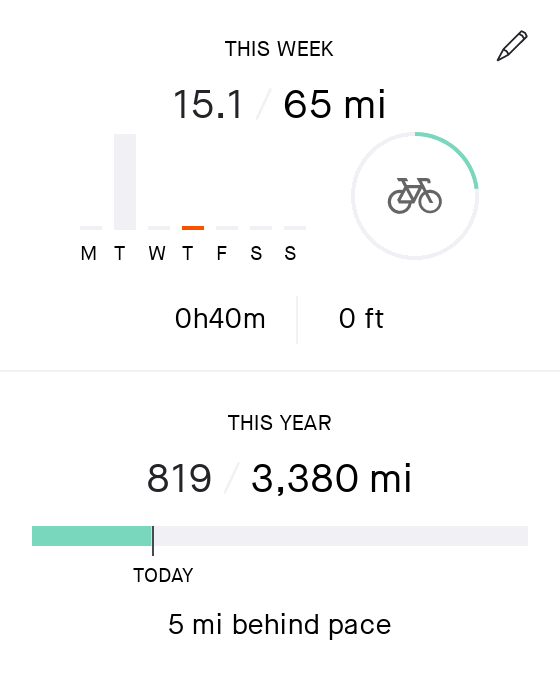 THIS WEEK
15.1 / 65 mi
M T W T F S S
0h40m 0 ft
THIS YEAR
819 / 3,380 mi
TODAY
5 mi behind pace